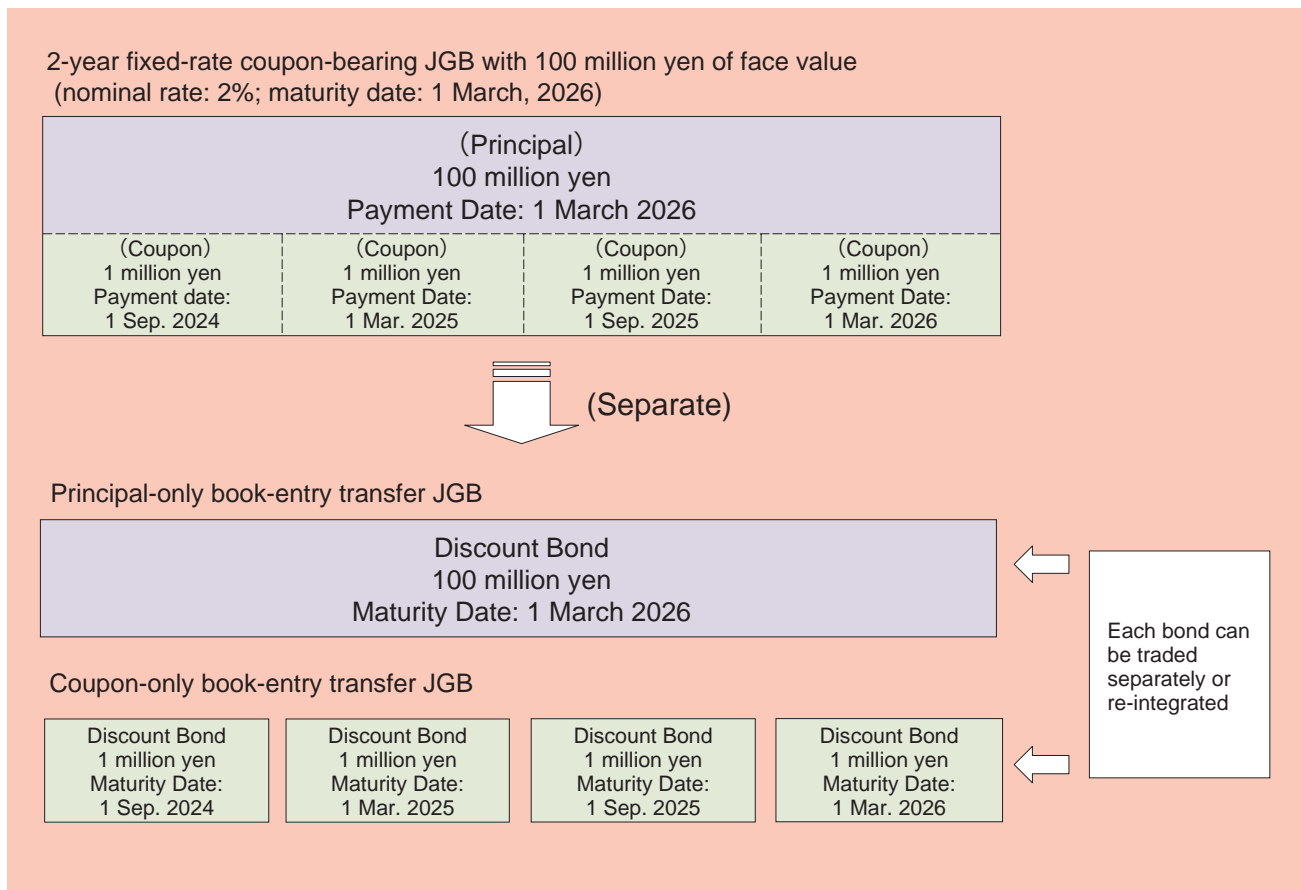 2-year fixed-rate coupon-bearing JGB with 100 million yen of face value
(nominal rate: 2%; maturity date: 1 March, 2026)
（Principal）
100 million yen
Payment Date: 1 March 2026
（Coupon）
1 million yen
Payment date:
1 Sep. 2024
（Coupon）
1 million yen
Payment Date:
1 Mar. 2025
（Coupon）
1 million yen
Payment Date:
1 Sep. 2025
（Coupon）
1 million yen
Payment Date:
1 Mar. 2026
(Separate)
Principal-only book-entry transfer JGB
Discount Bond
100 million yen
Maturity Date: 1 March 2026
Each bond can
be traded
separately or
re-integrated
Coupon-only book-entry transfer JGB
Discount Bond
1 million yen
Maturity Date:
1 Sep. 2024
Discount Bond
1 million yen
Maturity Date:
1 Mar. 2025
Discount Bond
1 million yen
Maturity Date:
1 Sep. 2025
Discount Bond
1 million yen
Maturity Date:
1 Mar. 2026